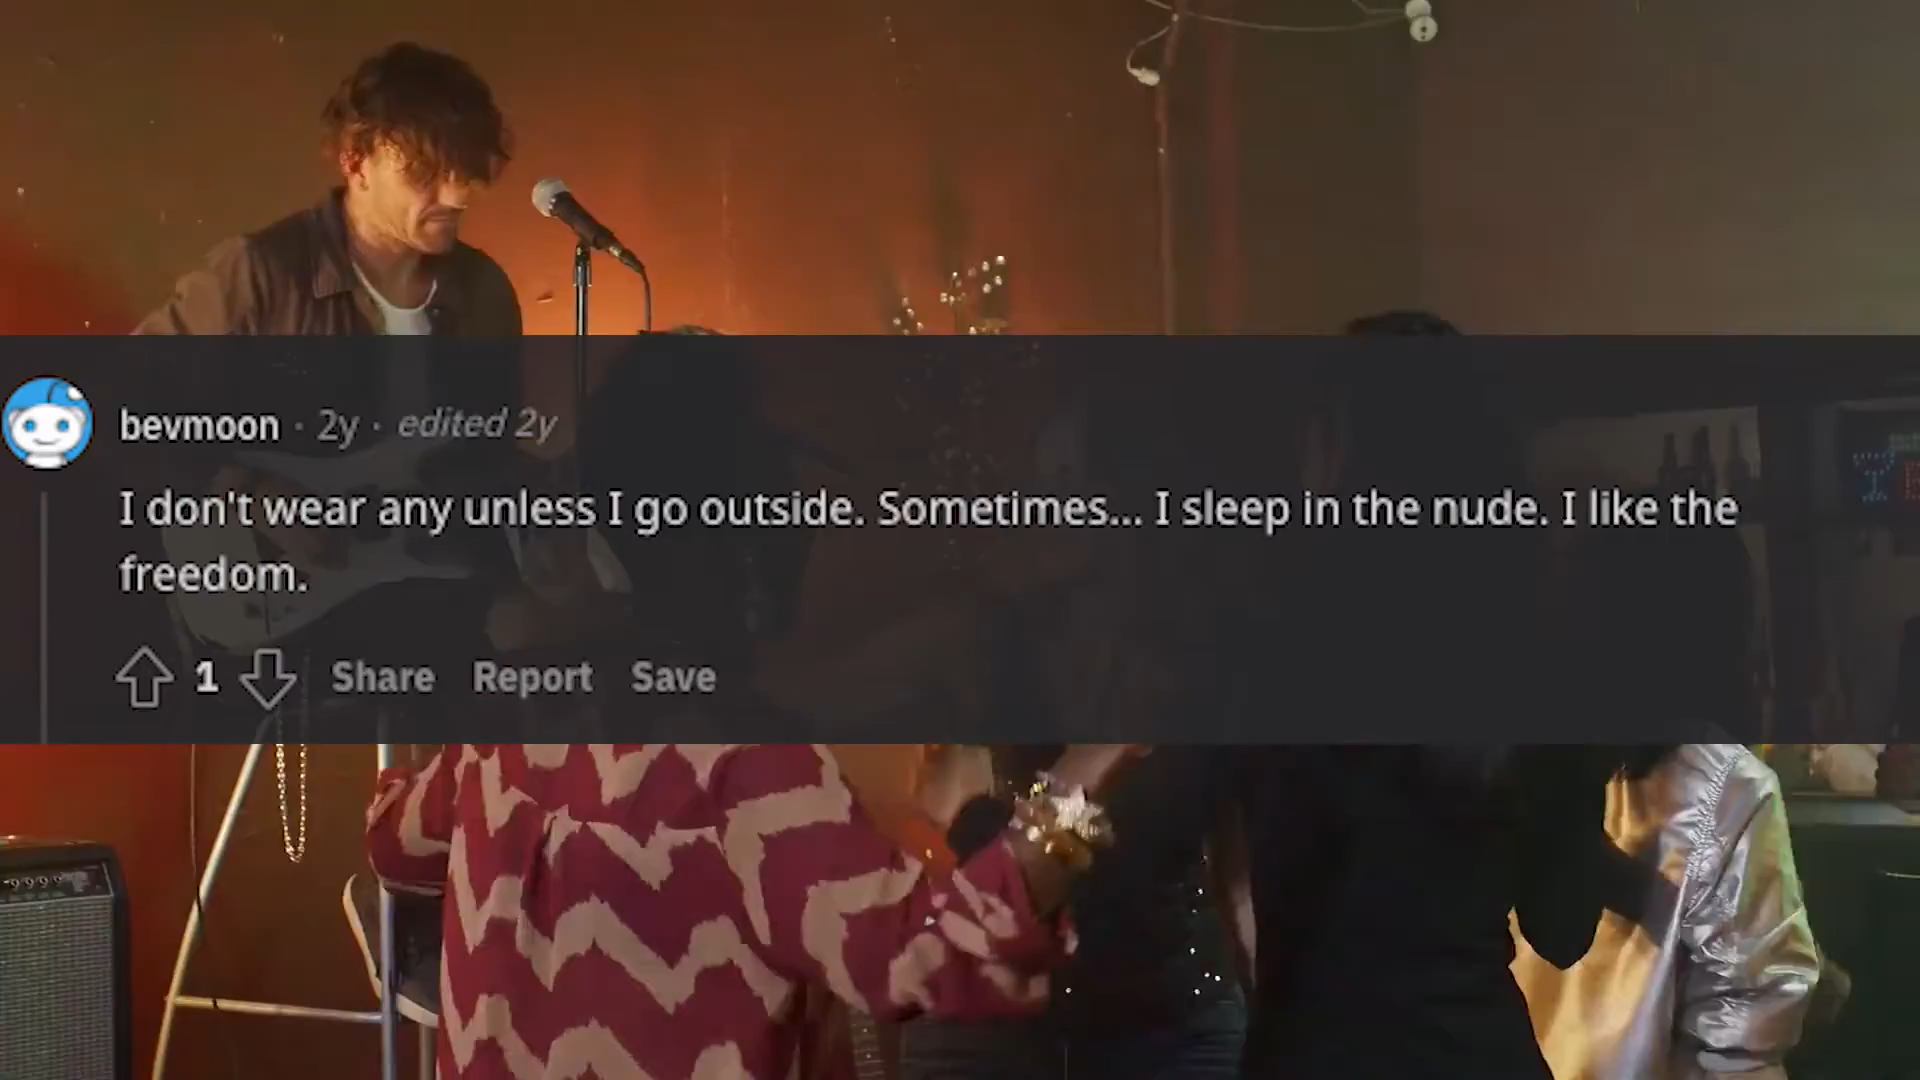 bevmoon · 2y · edited 2y
I don't wear any unless I go outside. Sometimes... I sleep in the nude. I like the
freedom.
1 Share Report Save